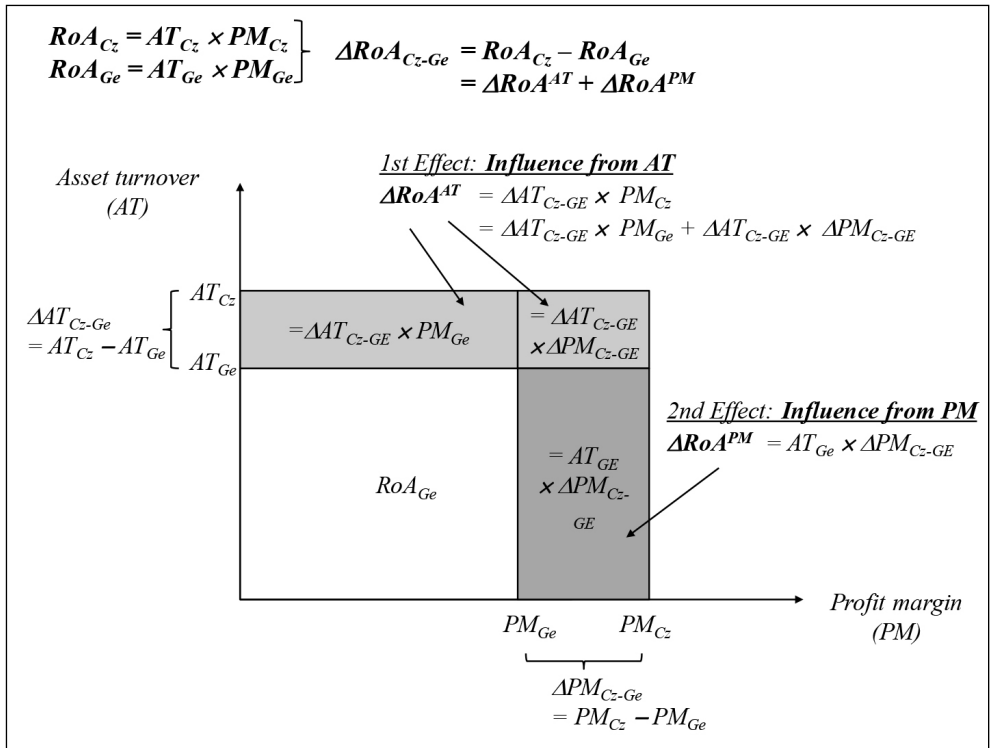 RoA_Cz = AT_Cz × PM_Cz
RoA_Ge = AT_Ge × PM_Ge
ΔRoA_Cz-Ge = RoA_Cz – RoA_Ge
= ΔRoA^AT + ΔRoA^PM
1st Effect: Influence from AT
ΔRoA^AT = ΔAT_Cz-GE × PM_Cz
= ΔAT_Cz-GE × PM_Ge + ΔAT_Cz-GE × ΔPM_Cz-GE
Asset turnover
(AT)
AT_Cz
ΔAT_Cz-Ge
= AT_Cz – AT_Ge
AT_Ge
=ΔAT_Cz-GE × PM_Ge
= ΔAT_Cz-GE
× ΔPM_Cz-GE
2nd Effect: Influence from PM
ΔRoA^PM = AT_Ge × ΔPM_Cz-GE
RoA_Ge
= AT_GE
× ΔPM_Cz-
GE
Profit margin
(PM)
PM_Ge
PM_Cz
ΔPM_Cz-Ge
= PM_Cz – PM_Ge